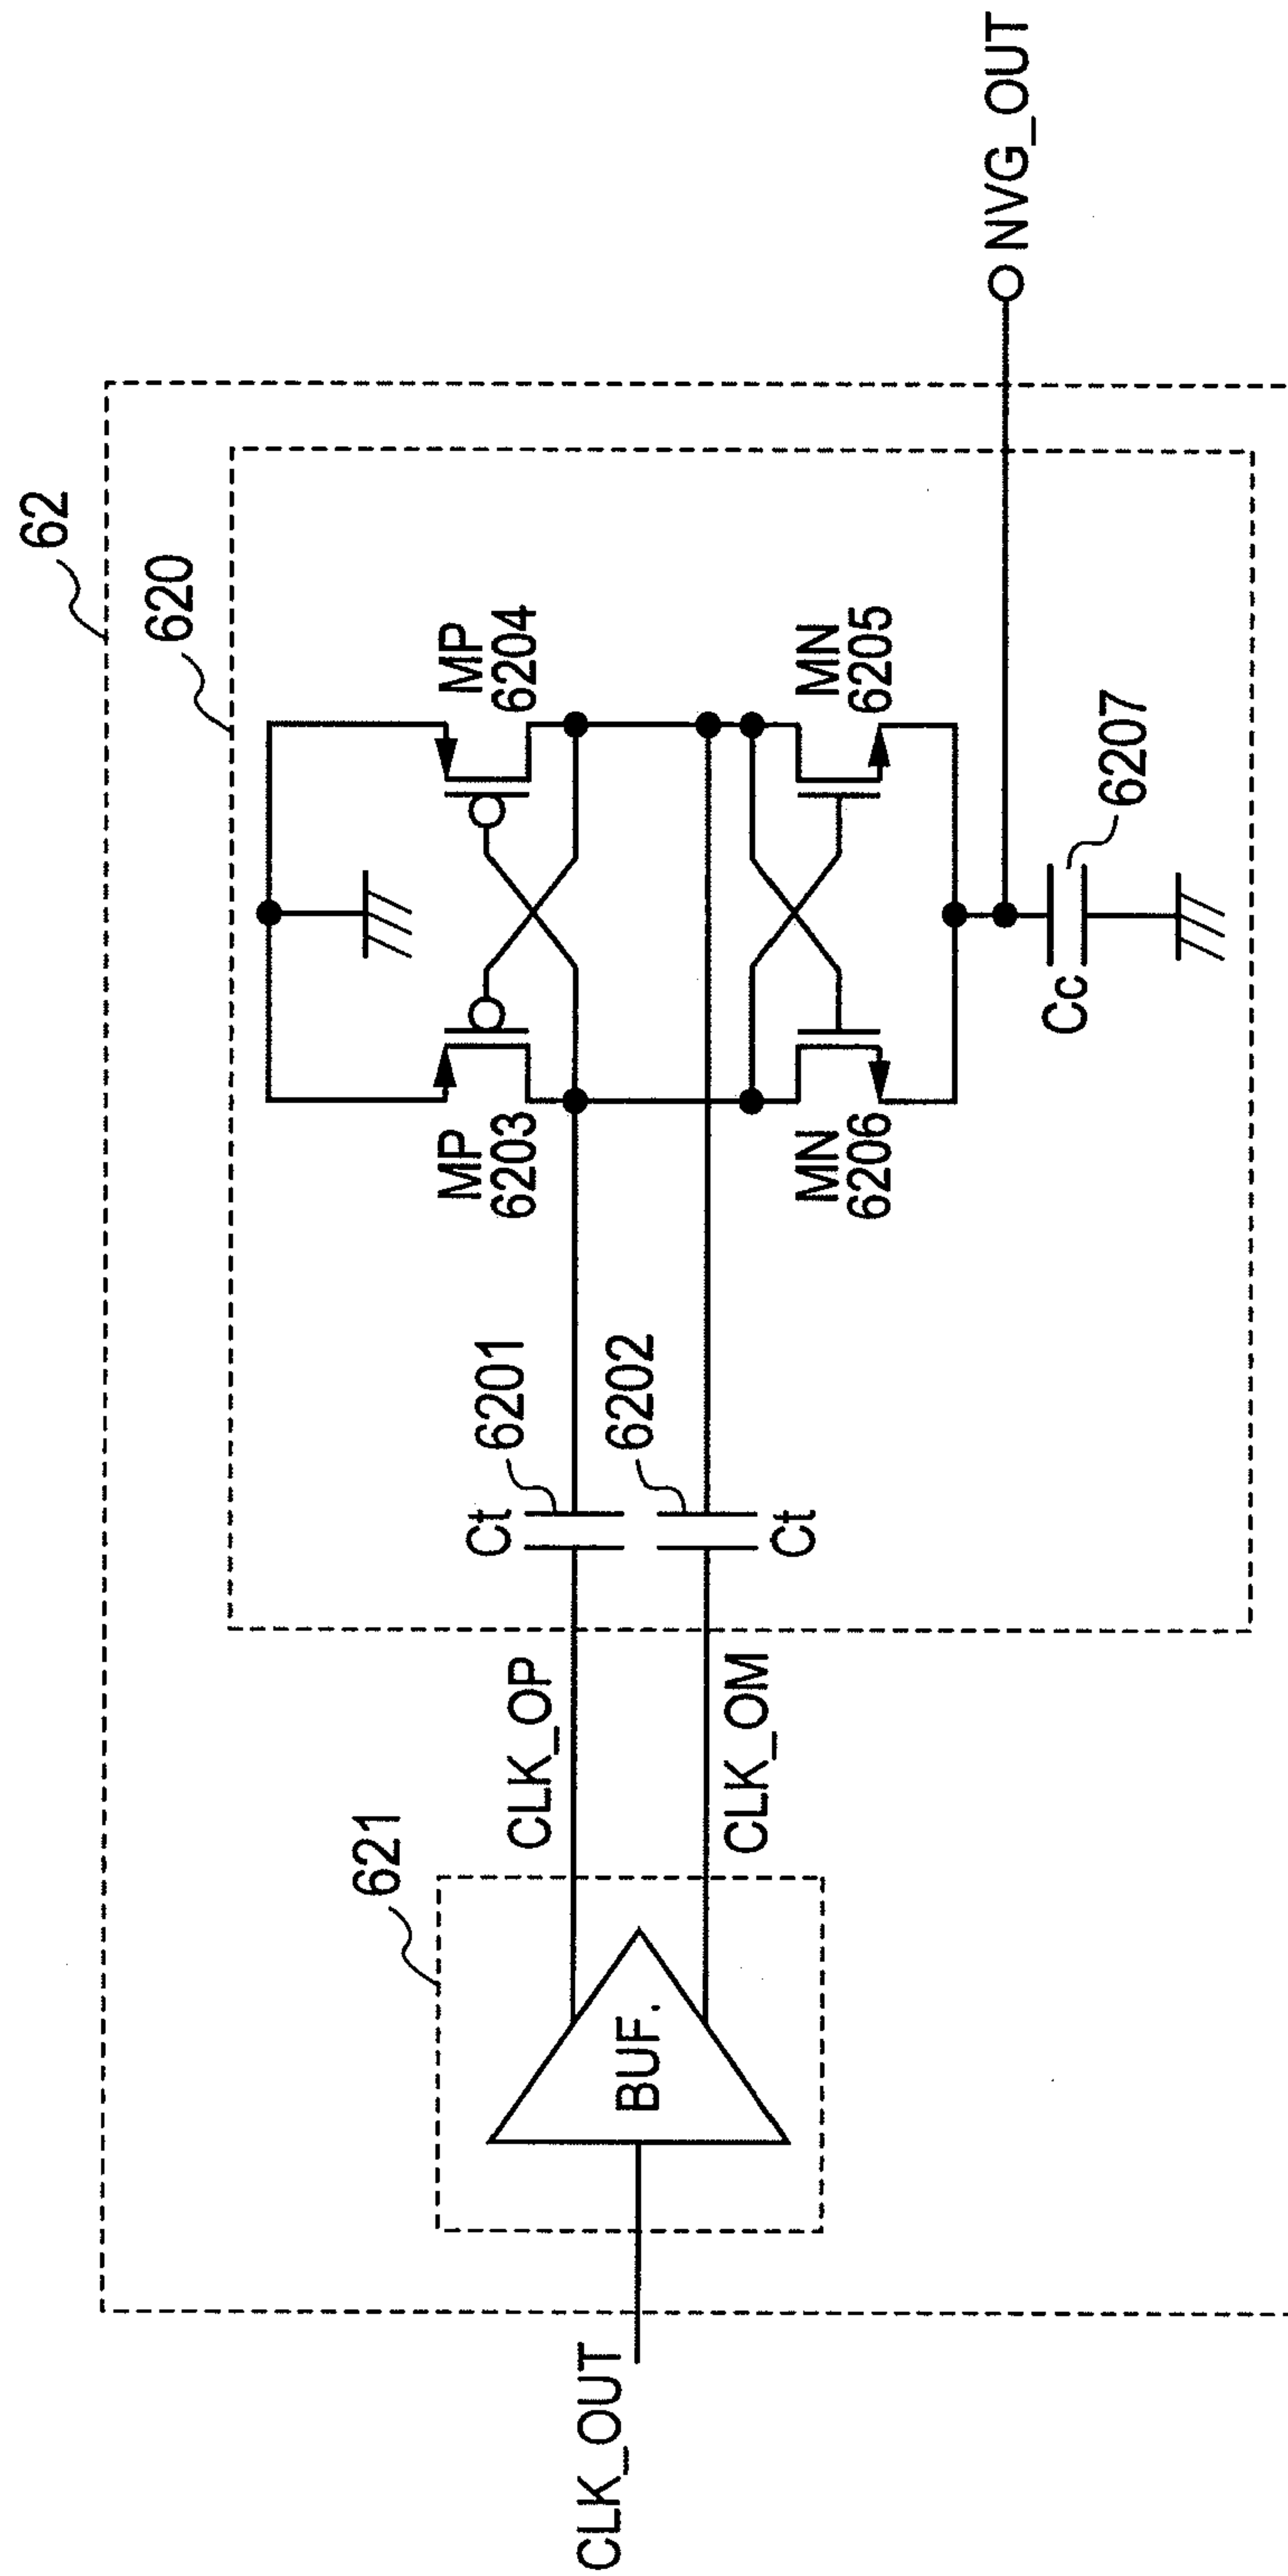 62
620
MP
6203
MP
6204
621
CLK_OP
Ct
6201
6202
CLK_OUT
BUF.
CLK_OM
Ct
MN
6206
MN
6205
NVG_OUT
Cc
6207